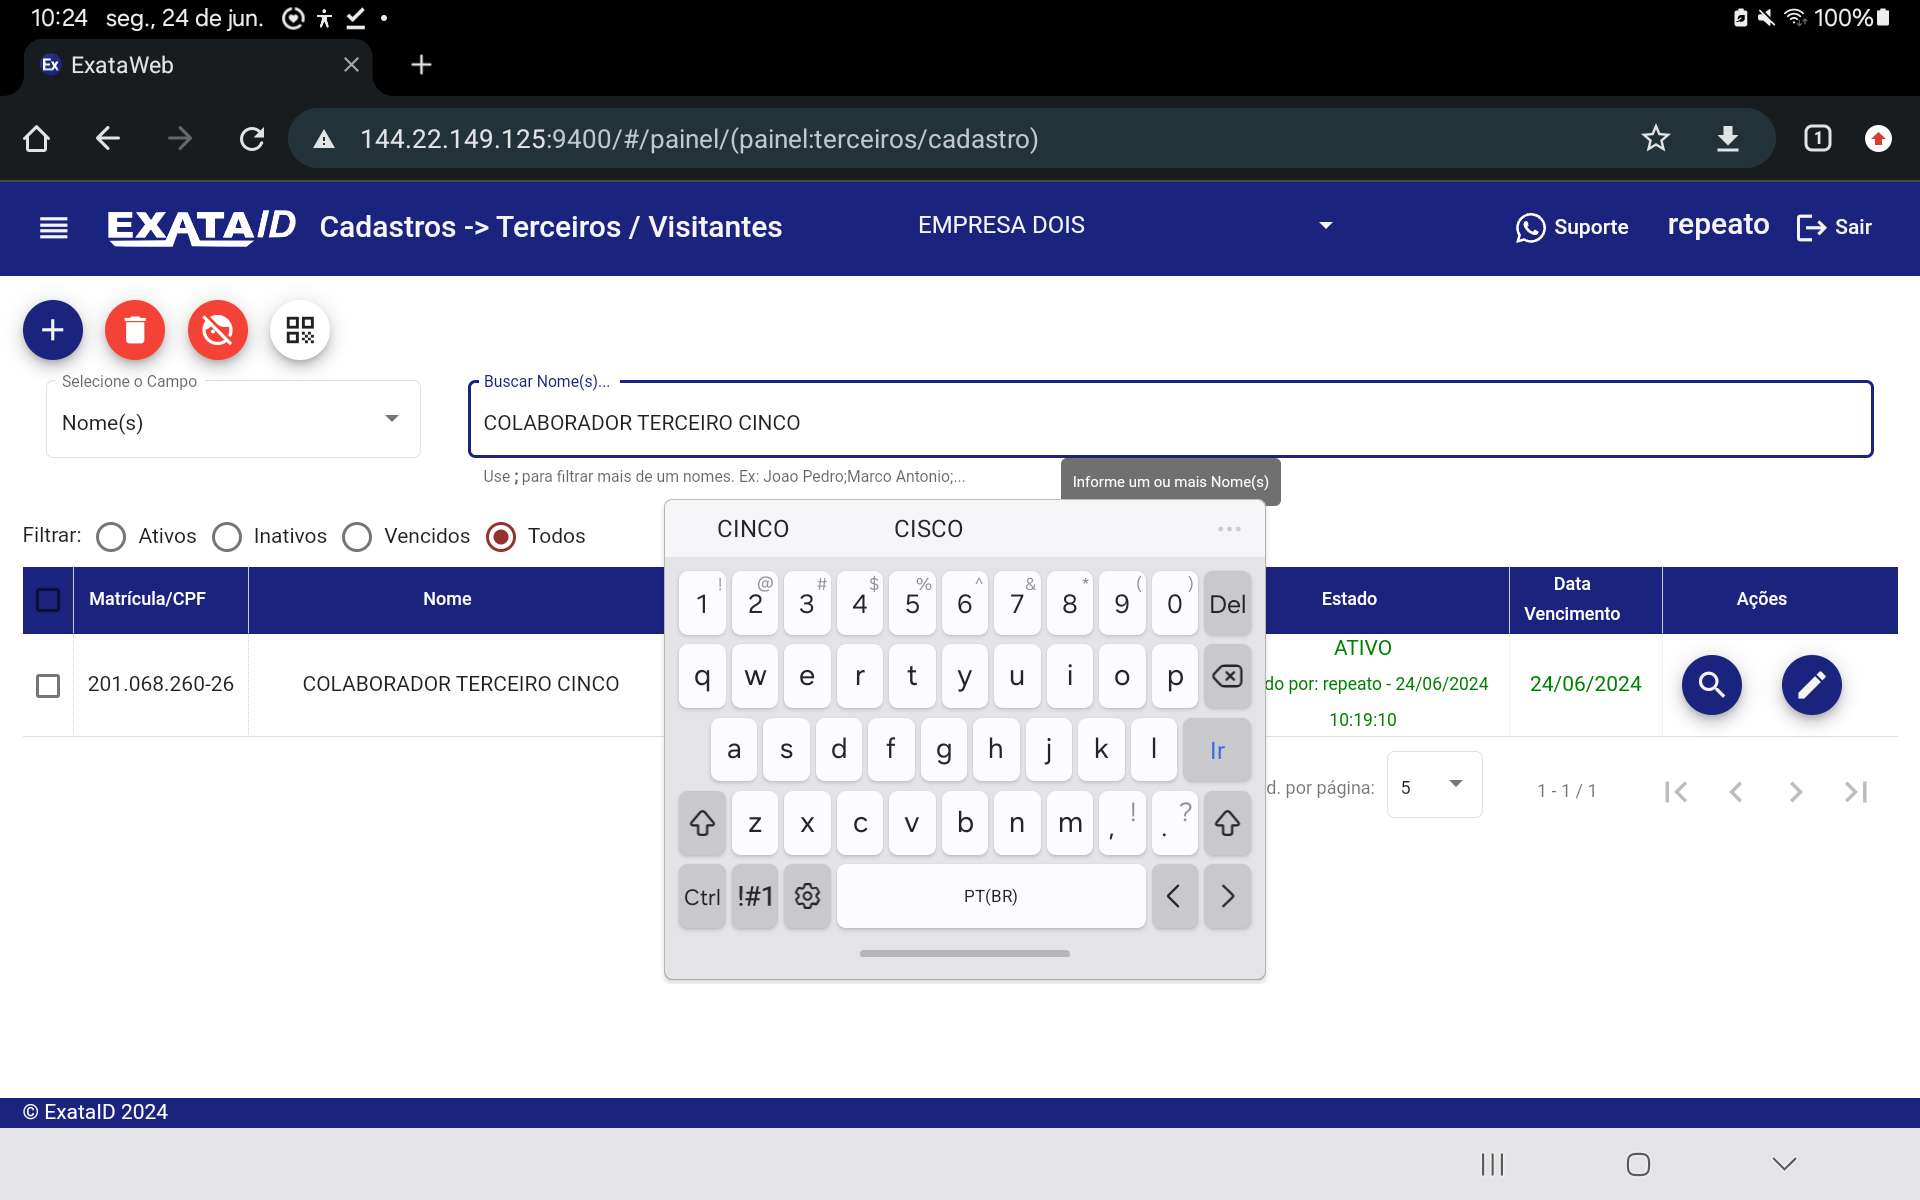 10:24 seg., 24 de jun. 100%
Ex ExataWeb
144.22.149.125:9400/#/painel/(painel:terceiros/cadastro) 1
EXATAID Cadastros -> Terceiros / Visitantes EMPRESA DOIS Suporte repeato Sair
Selecione o Campo
Nome(s)
Buscar Nome(s)...
COLABORADOR TERCEIRO CINCO
Use ; para filtrar mais de um nomes. Ex: Joao Pedro;Marco Antonio;...
Informe um ou mais Nome(s)
Filtrar: Ativos Inativos Vencidos Todos
CINCO CISCO
Matrícula/CPF Nome Estado Data Vencimento Ações
201.068.260-26 COLABORADOR TERCEIRO CINCO
ATIVO
do por: repeato - 24/06/2024
10:19:10
24/06/2024
d. por página: 5 1 - 1 / 1
! @ # $ % ^ & * ( )
1 2 3 4 5 6 7 8 9 0 Del
q w e r t y u i o p
a s d f g h j k l Ir
z x c v b n m , ! . ?
Ctrl !#1 PT(BR) < >
© ExataID 2024